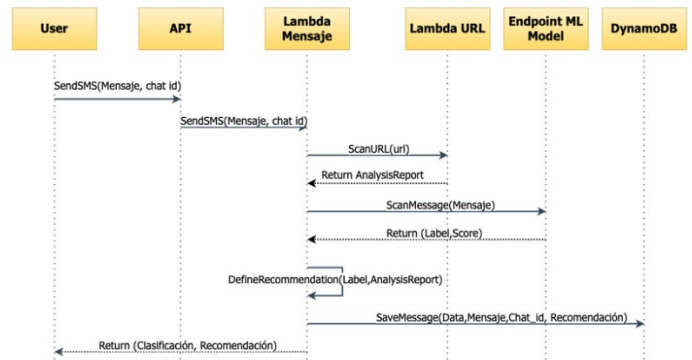 User
API
Lambda
Mensaje
Lambda URL
Endpoint ML
Model
DynamoDB
SendSMS(Mensaje, chat id)
SendSMS(Mensaje, chat id)
ScanURL(url)
Return AnalysisReport
ScanMessage(Mensaje)
Return (Label,Score)
DefineRecommendation(Label,AnalysisReport)
SaveMessage(Data,Mensaje,Chat_id, Recomendación)
Return (Clasificación, Recomendación)